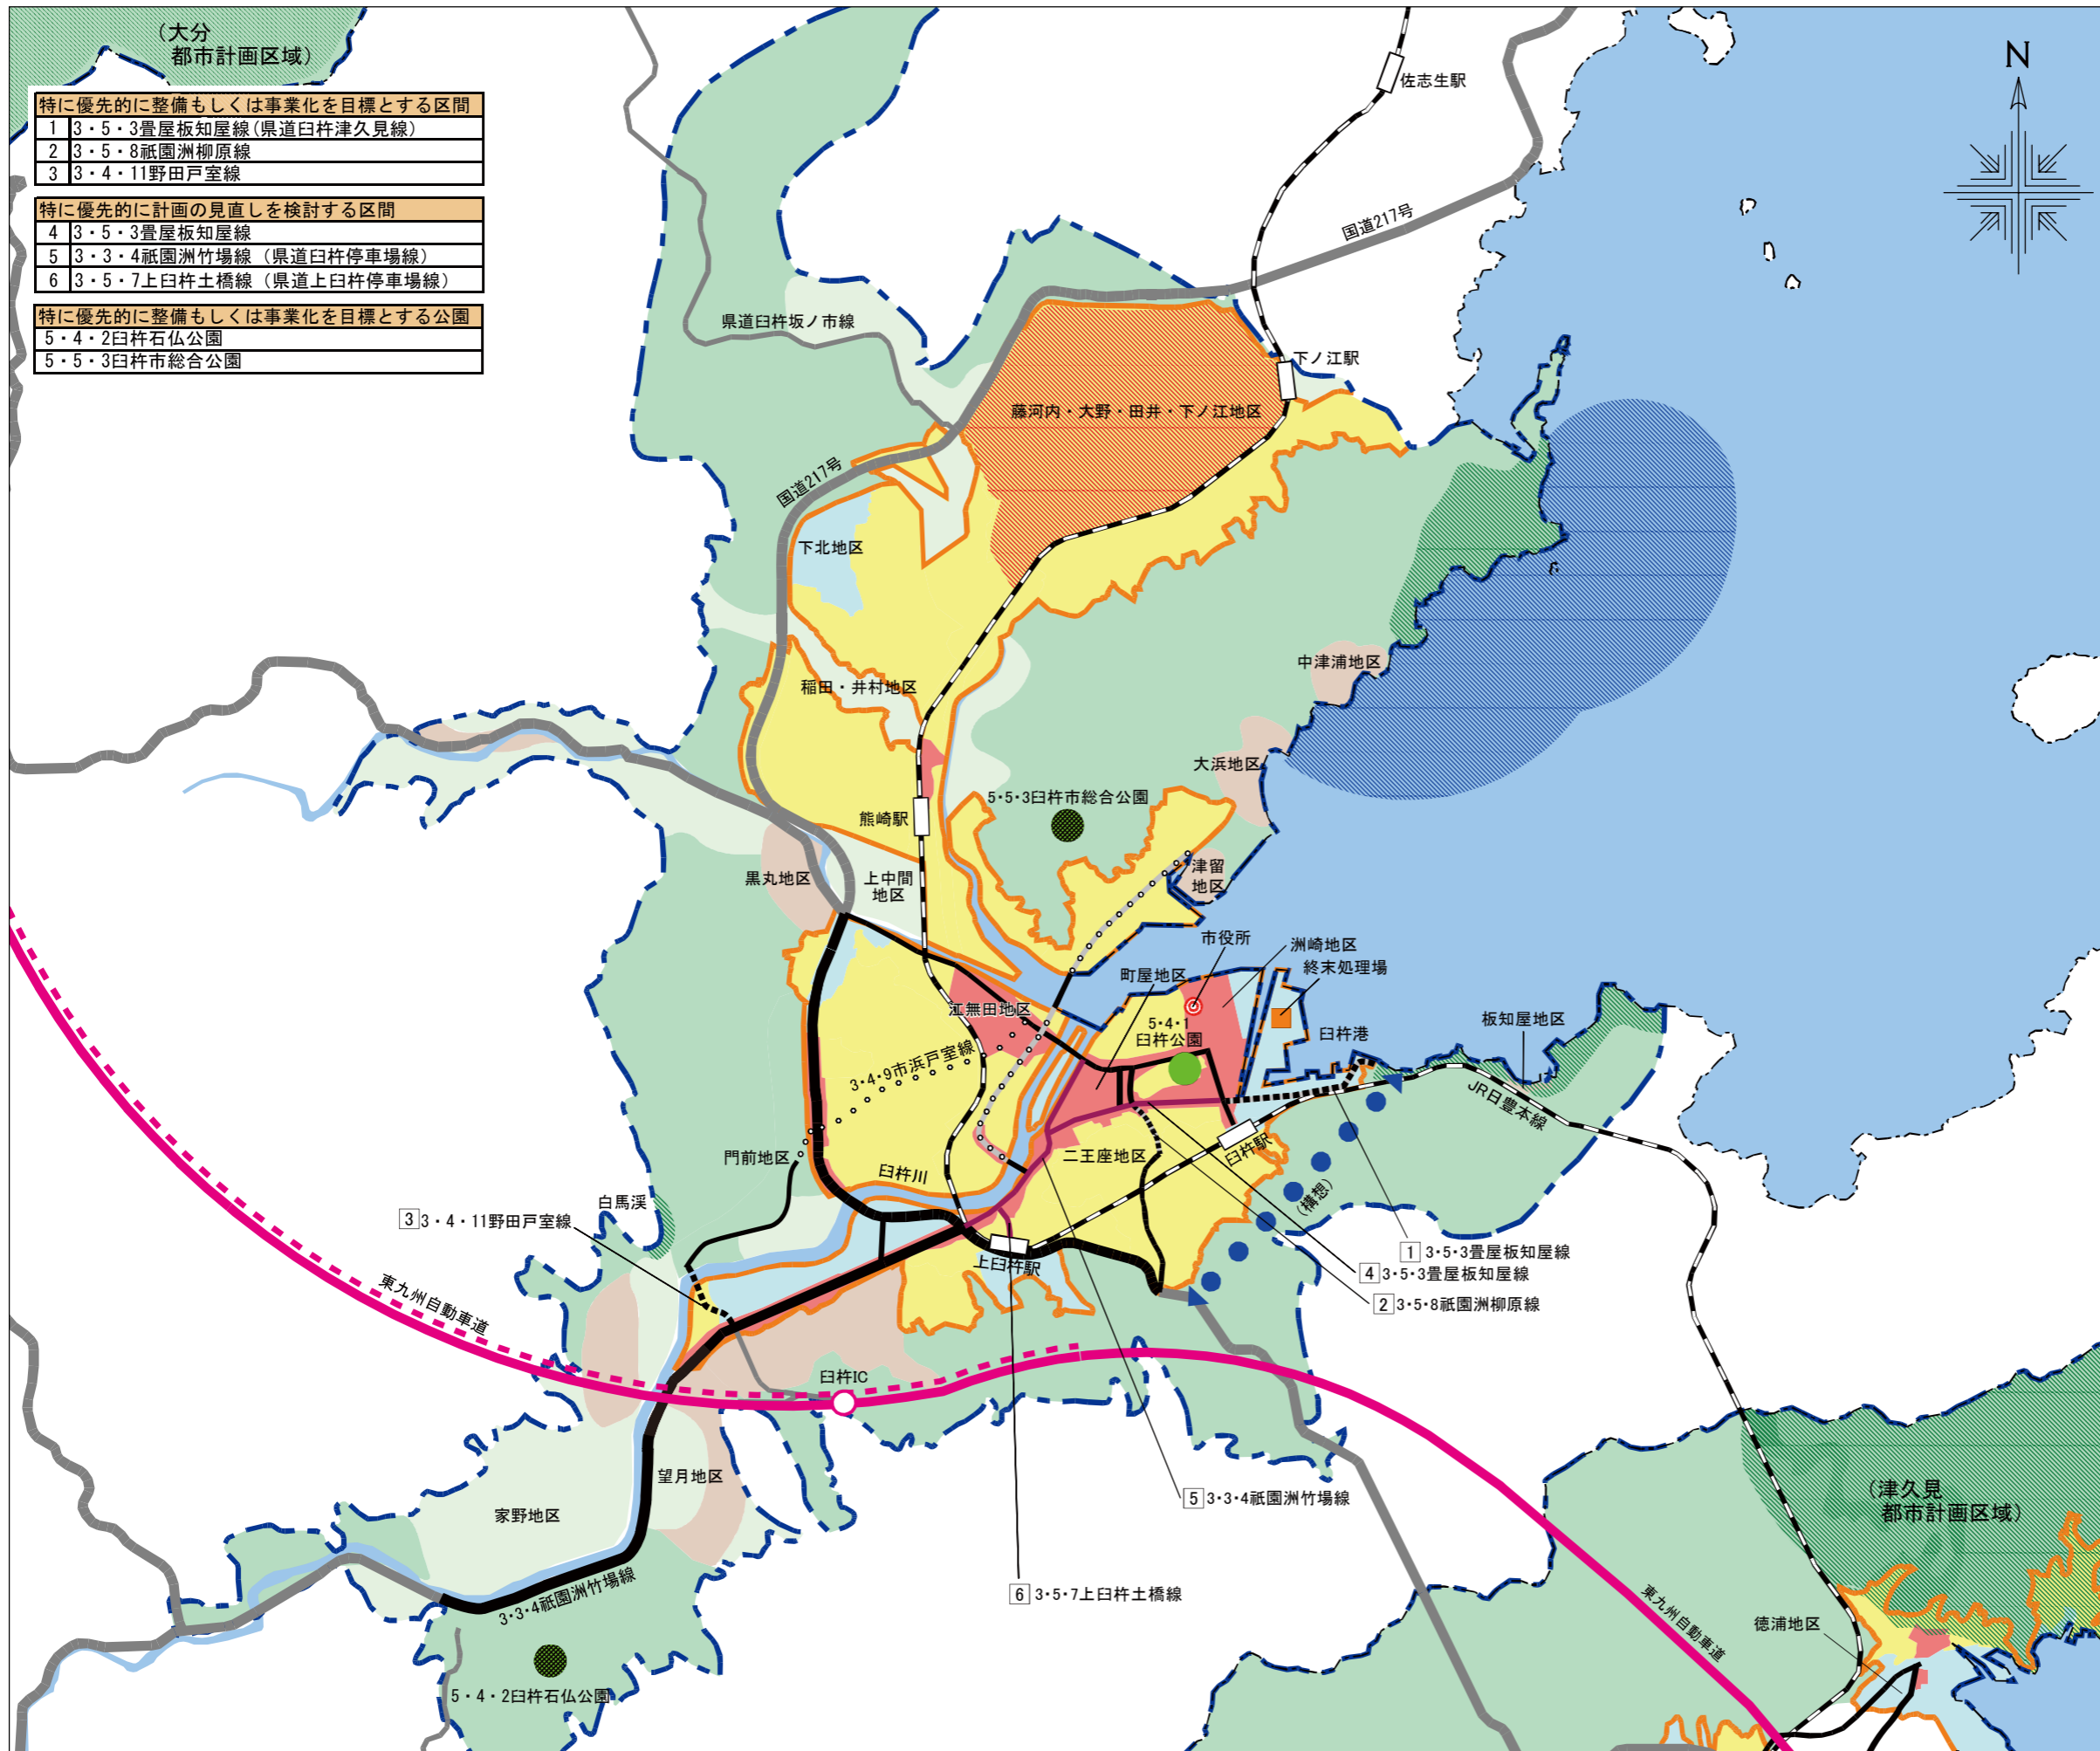 （大分
都市計画区域）
特に優先的に整備もしくは事業化を目標とする区間
1 3・5・3畳屋板知屋線(県道臼杵津久見線)
2 3・5・8祇園洲柳原線
3 3・4・11野田戸室線
特に優先的に計画の見直しを検討する区間
4 3・5・3畳屋板知屋線
5 3・3・4祇園洲竹場線（県道臼杵停車場線）
6 3・5・7上臼杵土橋線（県道上臼杵停車場線）
特に優先的に整備もしくは事業化を目標とする公園
5・4・2臼杵石仏公園
5・5・3臼杵市総合公園
N
佐志生駅
国道217号
県道臼杵坂ノ市線
下ノ江駅
藤河内・大野・田井・下ノ江地区
国道217号
下北地区
中津浦地区
稲田・井村地区
大浜地区
5・5・3臼杵市総合公園
熊崎駅
黒丸地区
上中間
地区
津留
地区
市役所
洲崎地区
町屋地区
終末処理場
江無田地区
5・4・1
臼杵公園
臼杵港
板知屋地区
3・4・9市浜戸室線
JR日豊本線
門前地区
臼杵川
二王座地区
臼杵駅
(構想)
白馬渓
3 3・4・11野田戸室線
上臼杵駅
1 3・5・3畳屋板知屋線
4 3・5・3畳屋板知屋線
2 3・5・8祇園洲柳原線
東九州自動車道
臼杵IC
望月地区
家野地区
5 3・3・4祇園洲竹場線
（津久見
都市計画区域）
3・3・4祇園洲竹場線
6 3・5・7上臼杵土橋線
東九州自動車道
徳浦地区
5・4・2臼杵石仏公園